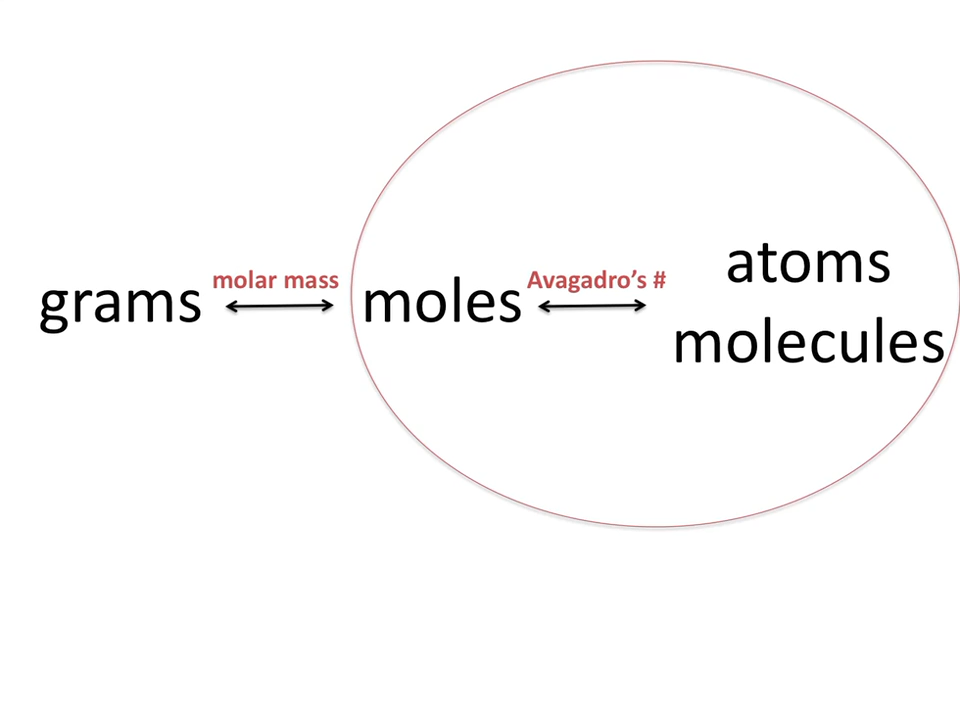 grams
molar mass
moles
Avagadro's #
atoms
molecules